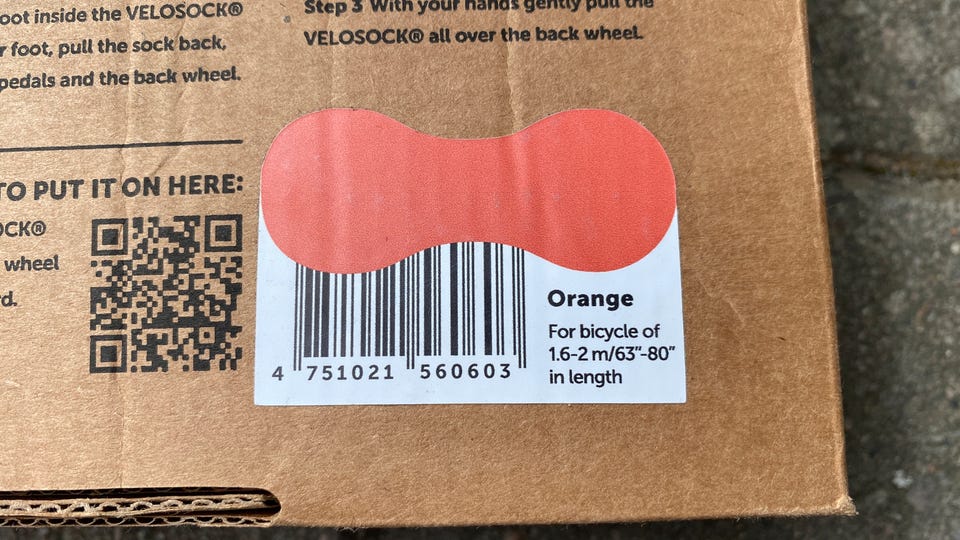 oot inside the VELOSOCK®
r foot, pull the sock back,
pedals and the back wheel.
Step 3 With your hands gently pull the
VELOSOCK® all over the back wheel.
TO PUT IT ON HERE:
OCK®
wheel
rd.
4 751021 560603
Orange
For bicycle of
1.6-2 m/63"-80"
in length